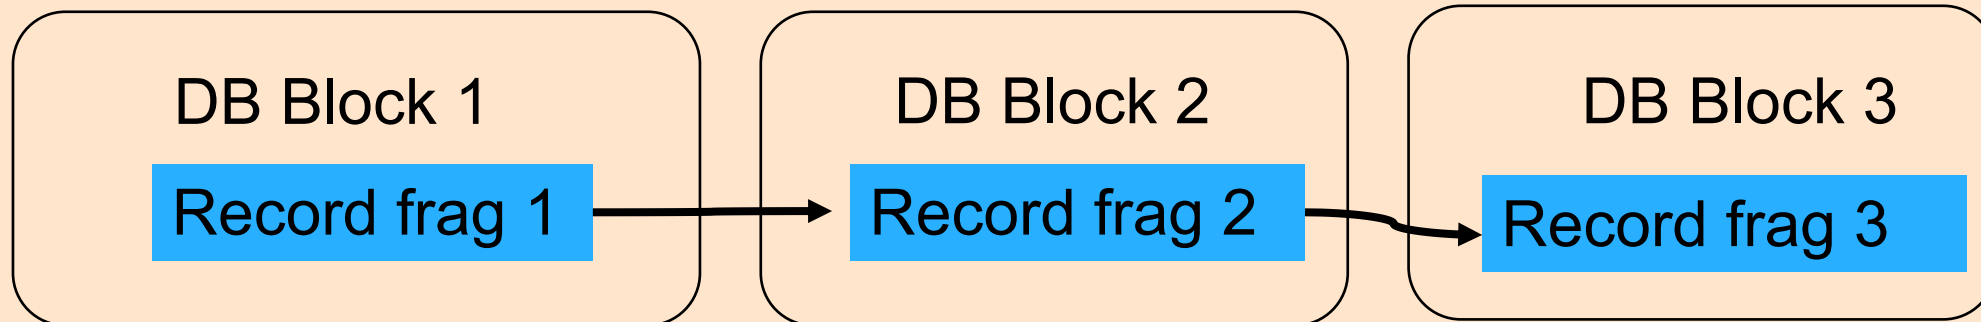 DB Block 1
Record frag 1
DB Block 2
Record frag 2
DB Block 3
Record frag 3